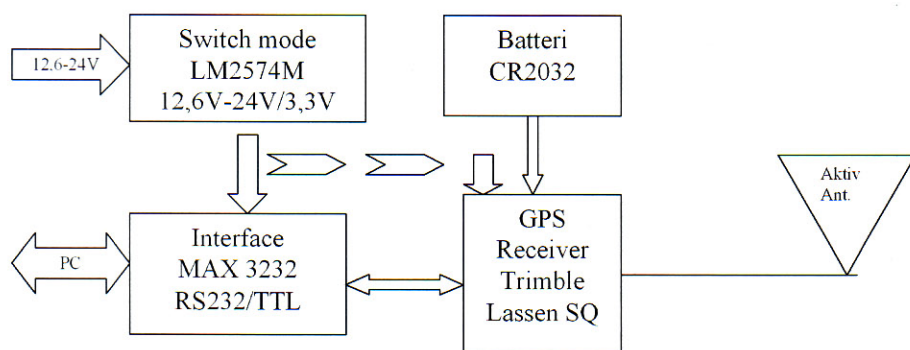 12,6-24V
Switch mode
LM2574M
12,6V-24V/3,3V
Batteri
CR2032
Aktiv
Ant.
PC
Interface
MAX 3232
RS232/TTL
GPS
Receiver
Trimble
Lassen SQ